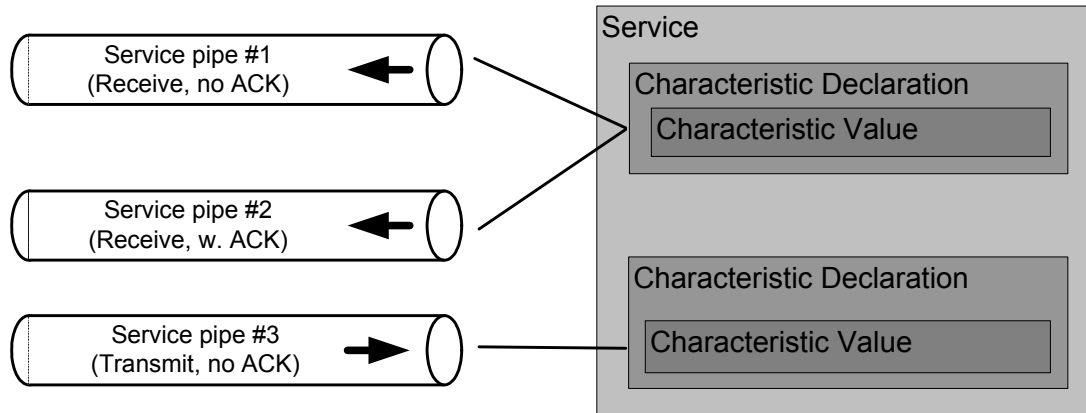 Service pipe #1
(Receive, no ACK)
Service pipe #2
(Receive, w. ACK)
Service pipe #3
(Transmit, no ACK)
Service
Characteristic Declaration
Characteristic Value
Characteristic Declaration
Characteristic Value